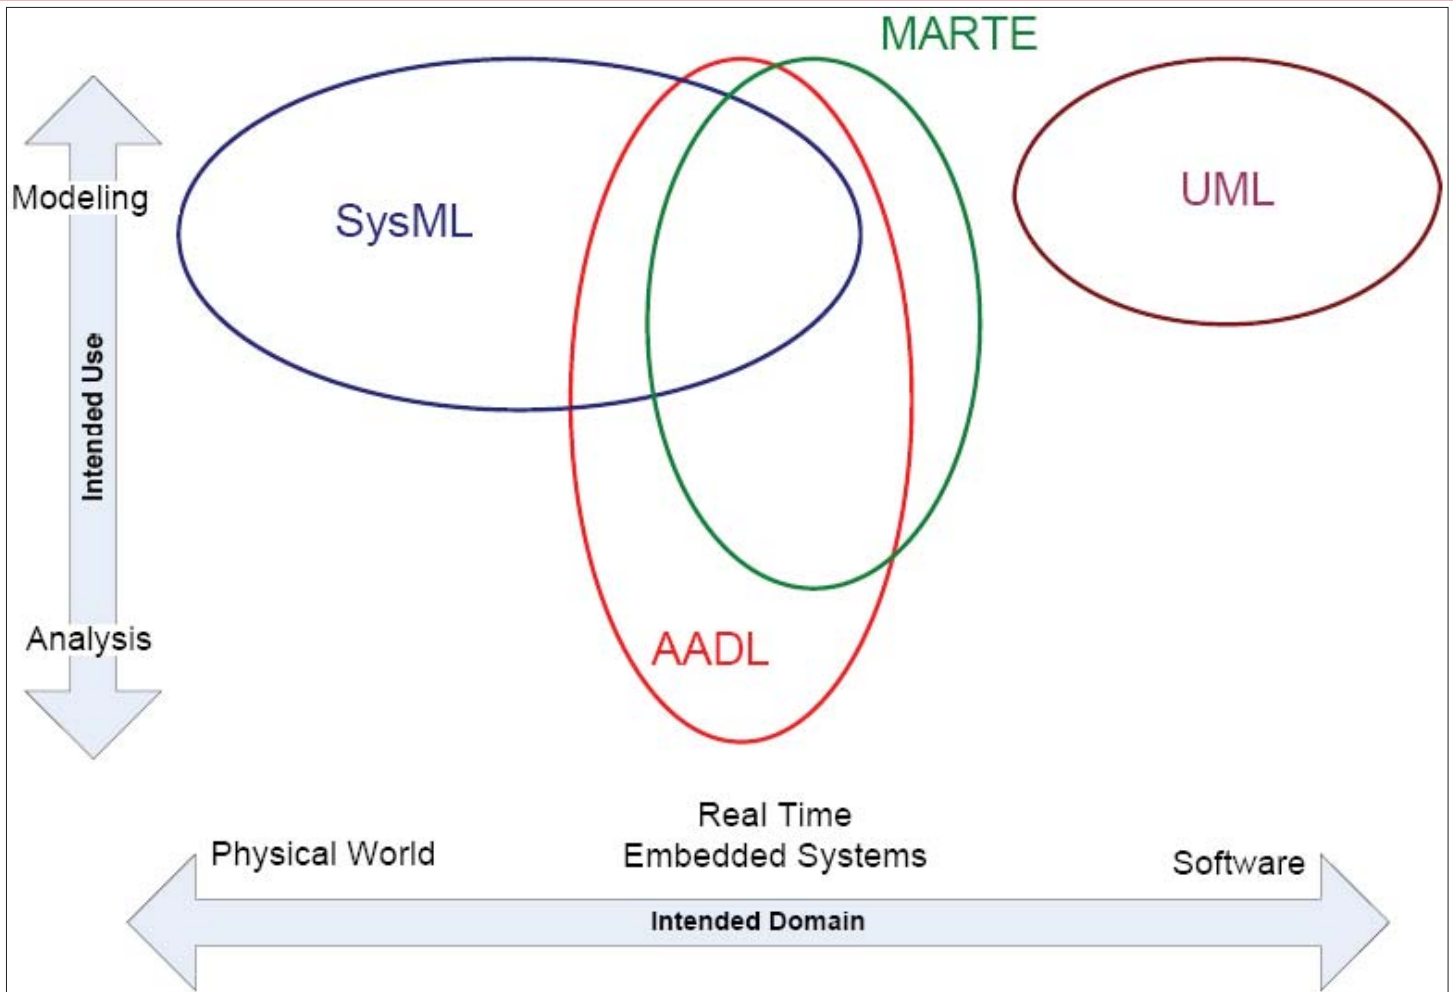 MARTE
Modeling
SysML
UML
Intended Use
Analysis
AADL
Real Time
Embedded Systems
Physical World
Software
Intended Domain